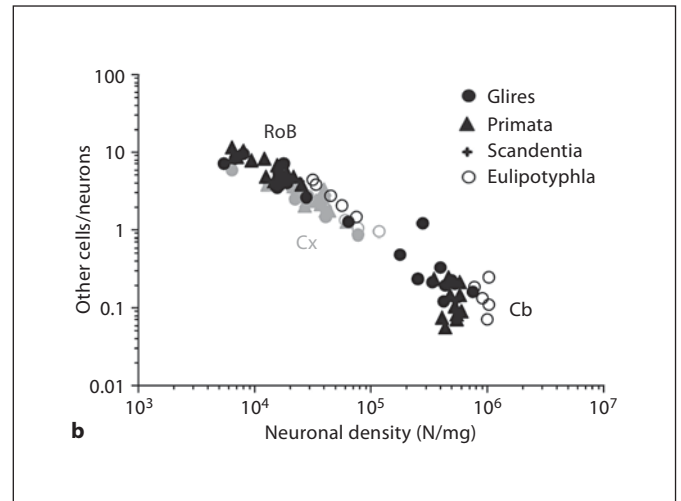 100
10
1
0.1
0.01
Other cells/neurons
RoB
Cx
Cb
Glires
Primata
Scandentia
Eulipotyphla
10³ 10⁴ 10⁵ 10⁶ 10⁷
Neuronal density (N/mg)
b